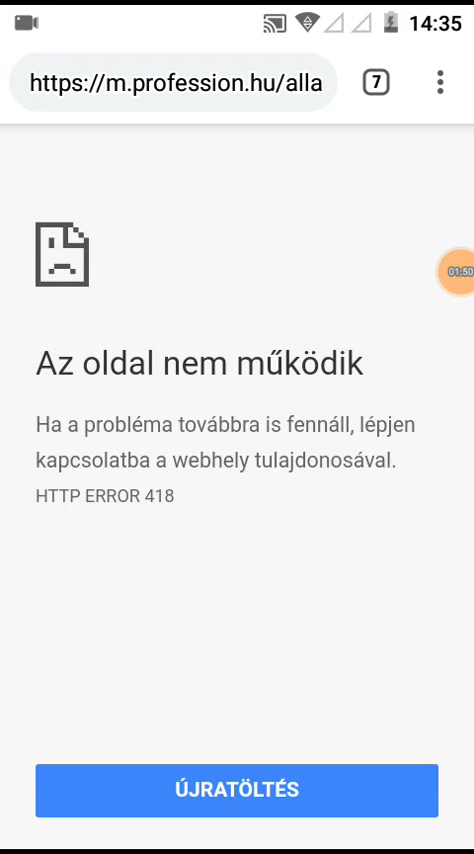 14:35
https://m.profession.hu/alla
7
01:50
Az oldal nem működik
Ha a probléma továbbra is fennáll, lépjen
kapcsolatba a webhely tulajdonosával.
HTTP ERROR 418
ÚJRATÖLTÉS